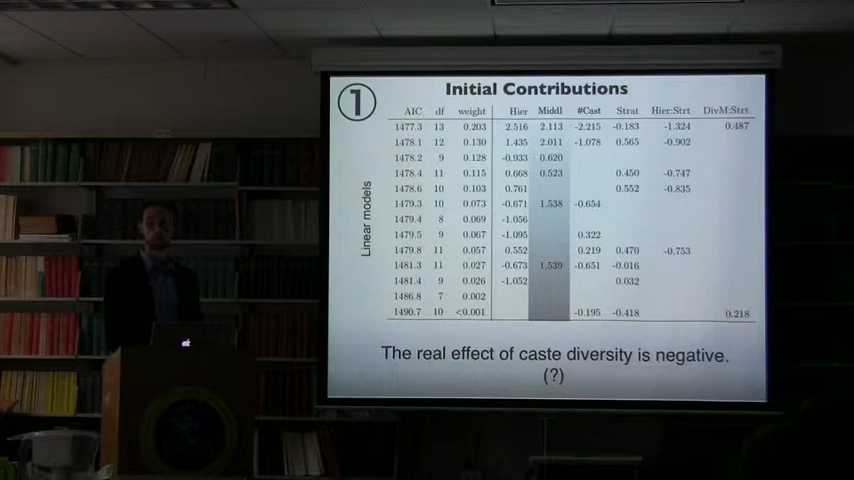 1
Initial Contributions
AIC df weight Hier Middl #Cast Strat Hier:Strt DivM:Strt
1477.3 13 0.203 2.516 2.113 -2.215 -0.183 -1.324 0.487
1478.1 12 0.130 1.435 2.011 -1.078 0.565 -0.902
1478.2 9 0.128 -0.933 0.620
1478.4 11 0.115 0.668 0.523 0.450 -0.747
1478.6 10 0.103 0.761 0.552 -0.835
1479.3 10 0.073 -0.671 1.538 -0.654
1479.4 8 0.069 -1.056
1479.5 9 0.067 -1.095 0.322
1479.8 11 0.057 0.552 0.219 0.470 -0.753
1481.3 11 0.027 -0.673 1.539 -0.651 -0.016
1481.4 9 0.026 -1.052 0.032
1486.8 7 0.002
1490.7 10 <0.001 -0.195 -0.418 0.218
Linear models
The real effect of caste diversity is negative.
(?)